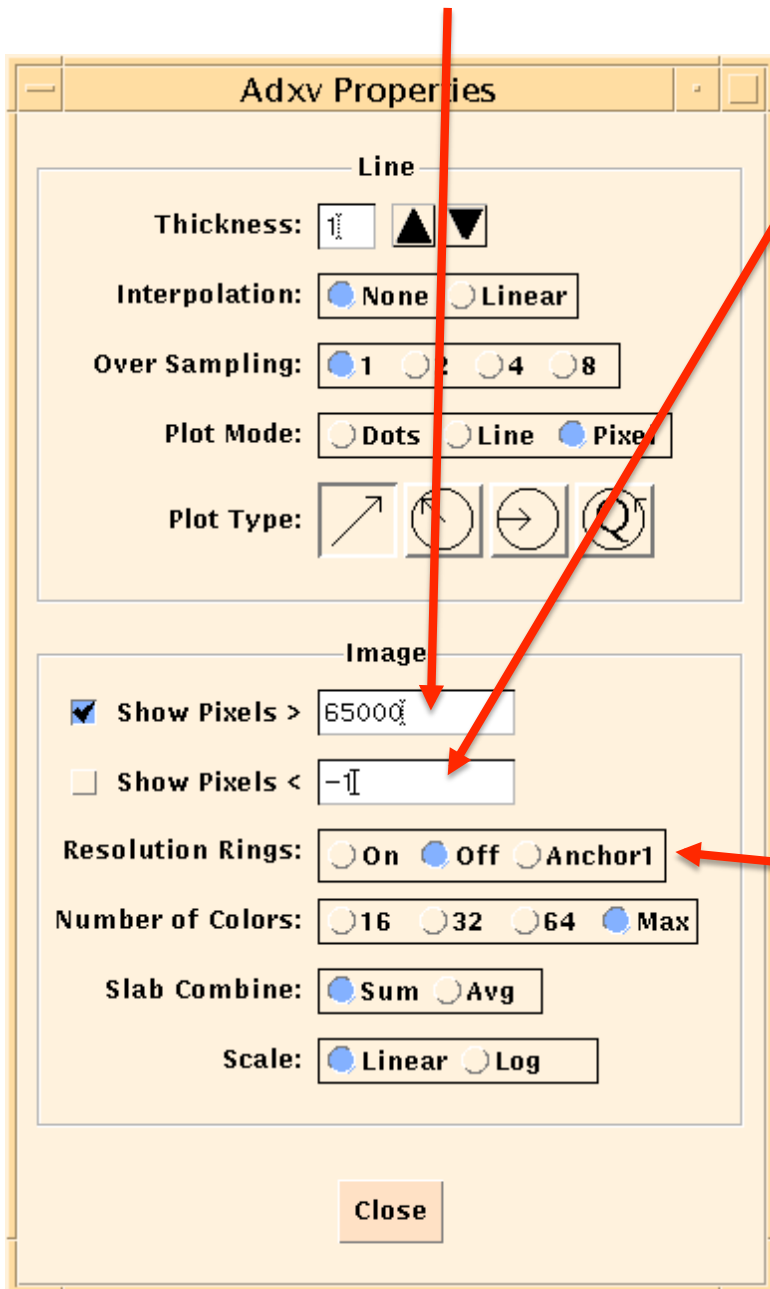 Adxv Properties
Line
Thickness: 1
Interpolation: None Linear
Over Sampling: 1 2 4 8
Plot Mode: Dots Line Pixel
Plot Type: Q
Image
Show Pixels > 65000
Show Pixels < -1
Resolution Rings: On Off Anchor1
Number of Colors: 16 32 64 Max
Slab Combine: Sum Avg
Scale: Linear Log
Close